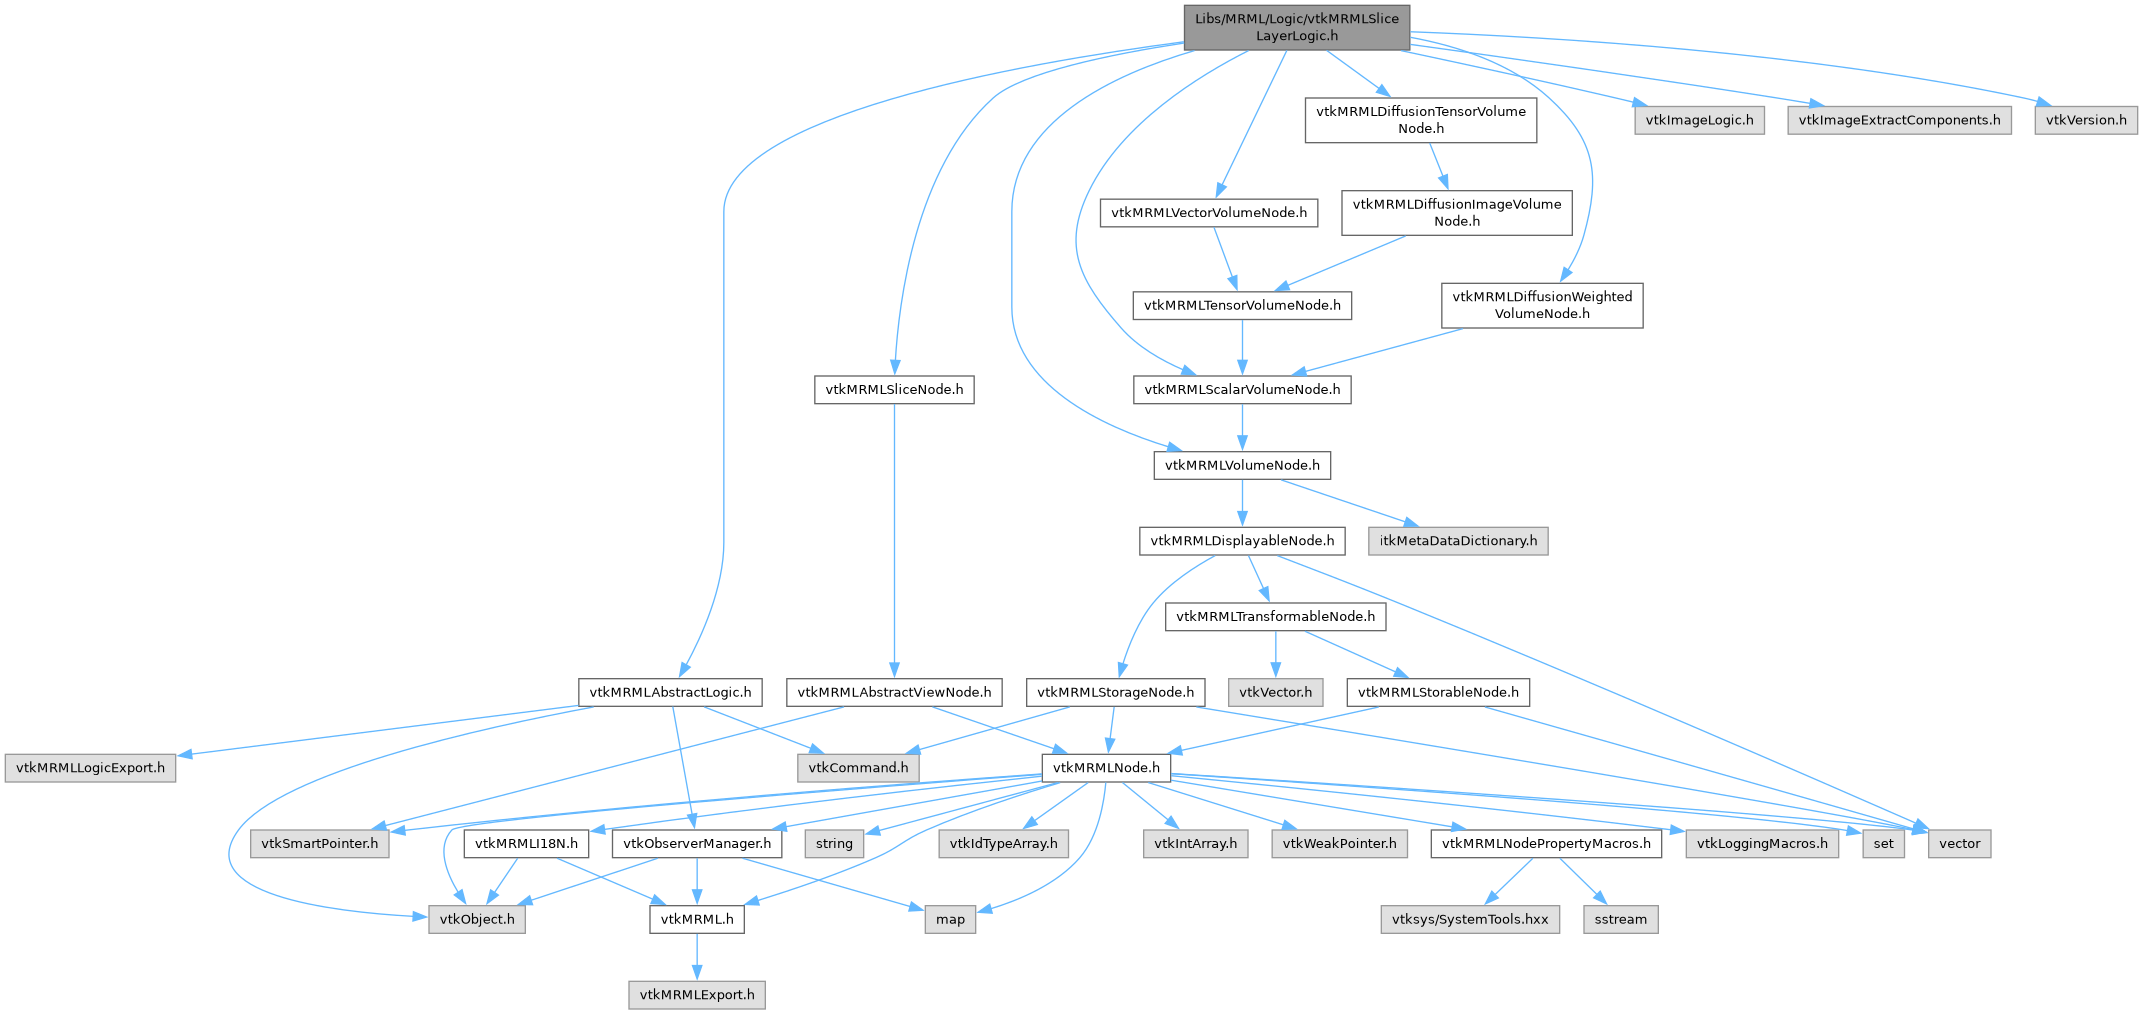 Libs/MRML/Logic/vtkMRMLSlice
LayerLogic.h
vtkMRMLDiffusionTensorVolume
Node.h
vtkImageLogic.h
vtkImageExtractComponents.h
vtkVersion.h
vtkMRMLVectorVolumeNode.h
vtkMRMLDiffusionImageVolume
Node.h
vtkMRMLTensorVolumeNode.h
vtkMRMLDiffusionWeighted
VolumeNode.h
vtkMRMLSliceNode.h
vtkMRMLScalarVolumeNode.h
vtkMRMLVolumeNode.h
vtkMRMLDisplayableNode.h
itkMetaDataDictionary.h
vtkMRMLTransformableNode.h
vtkMRMLAbstractLogic.h
vtkMRMLAbstractViewNode.h
vtkMRMLStorageNode.h
vtkVector.h
vtkMRMLStorableNode.h
vtkMRMLLogicExport.h
vtkCommand.h
vtkMRMLNode.h
vtkSmartPointer.h
vtkMRMLI18N.h
vtkObserverManager.h
string
vtkIdTypeArray.h
vtkIntArray.h
vtkWeakPointer.h
vtkMRMLNodePropertyMacros.h
vtkLoggingMacros.h
set
vector
vtkObject.h
vtkMRML.h
map
vtksys/SystemTools.hxx
sstream
vtkMRMLExport.h